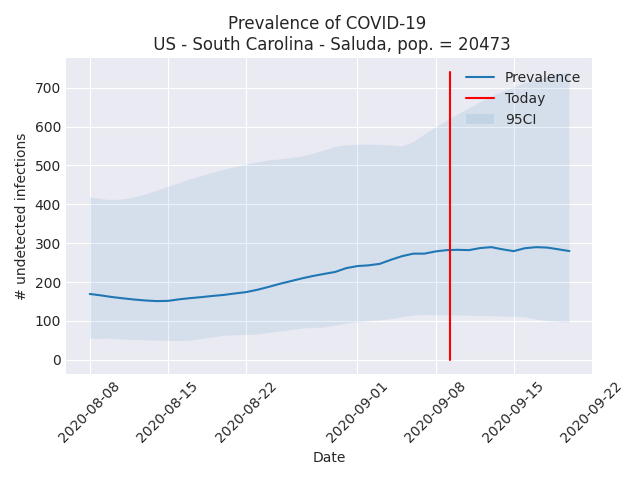 Prevalence of COVID-19
US - South Carolina - Saluda, pop. = 20473
Prevalence
Today
95CI
# undetected infections
700
600
500
400
300
200
100
0
2020-08-08
2020-08-15
2020-08-22
2020-09-01
2020-09-08
2020-09-15
2020-09-22
Date